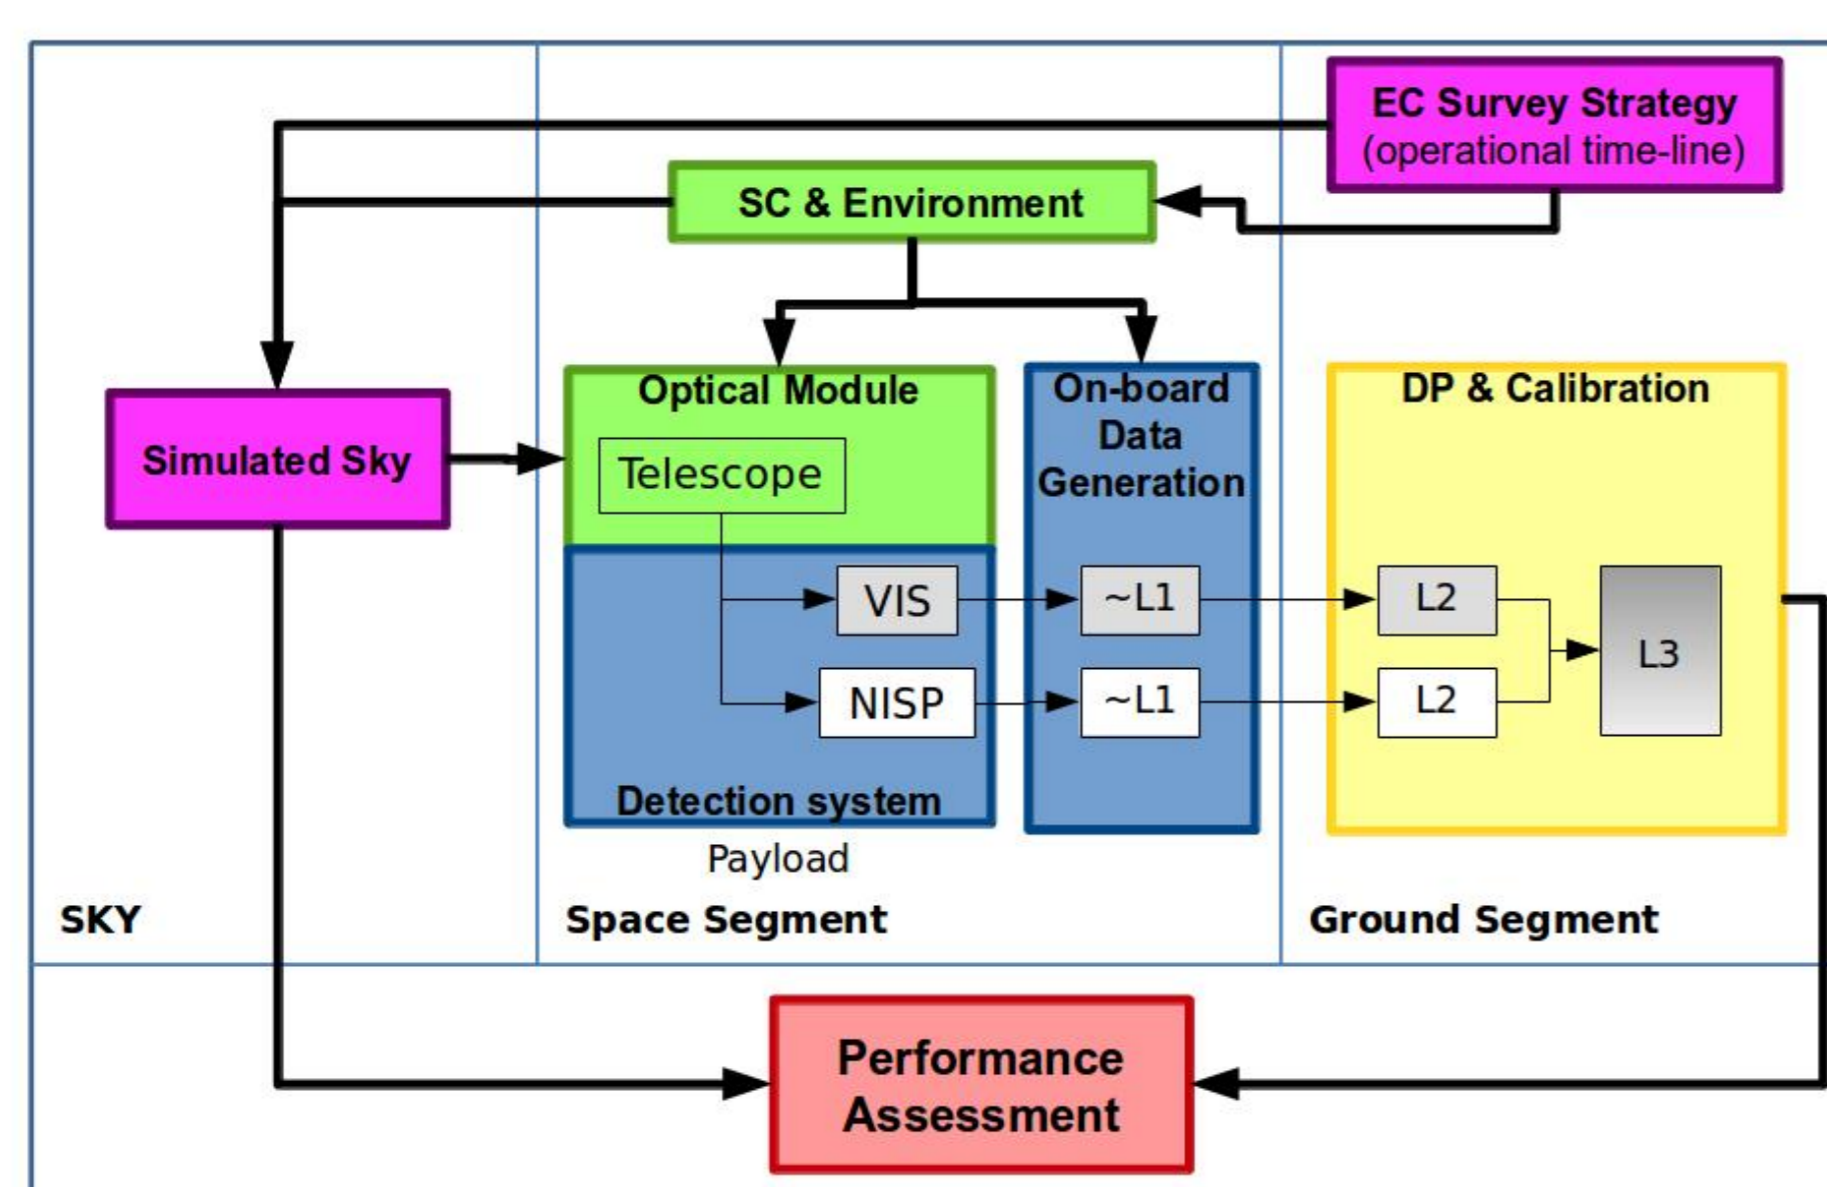 EC Survey Strategy
(operational time-line)
SC & Environment
Simulated Sky
Optical Module
Telescope
On-board
Data
Generation
DP & Calibration
VIS
~L1
L2
L3
NISP
~L1
L2
Detection system
Payload
SKY
Space Segment
Ground Segment
Performance
Assessment